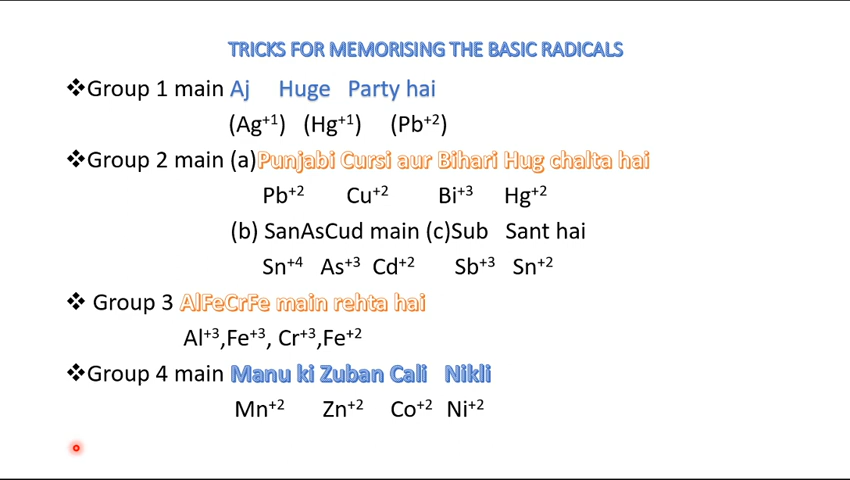 TRICKS FOR MEMORISING THE BASIC RADICALS
❖Group 1 main Aj Huge Party hai
(Ag⁺¹) (Hg⁺¹) (Pb⁺²)
❖Group 2 main (a)Punjabi Cursi aur Bihari Hug chalta hai
Pb⁺² Cu⁺² Bi⁺³ Hg⁺²
(b) SanAsCud main (c)Sub Sant hai
Sn⁺⁴ As⁺³ Cd⁺² Sb⁺³ Sn⁺²
❖ Group 3 AlFeCrFe main rehta hai
Al⁺³,Fe⁺³, Cr⁺³,Fe⁺²
❖Group 4 main Manu ki Zuban Cali Nikli
Mn⁺² Zn⁺² Co⁺² Ni⁺²